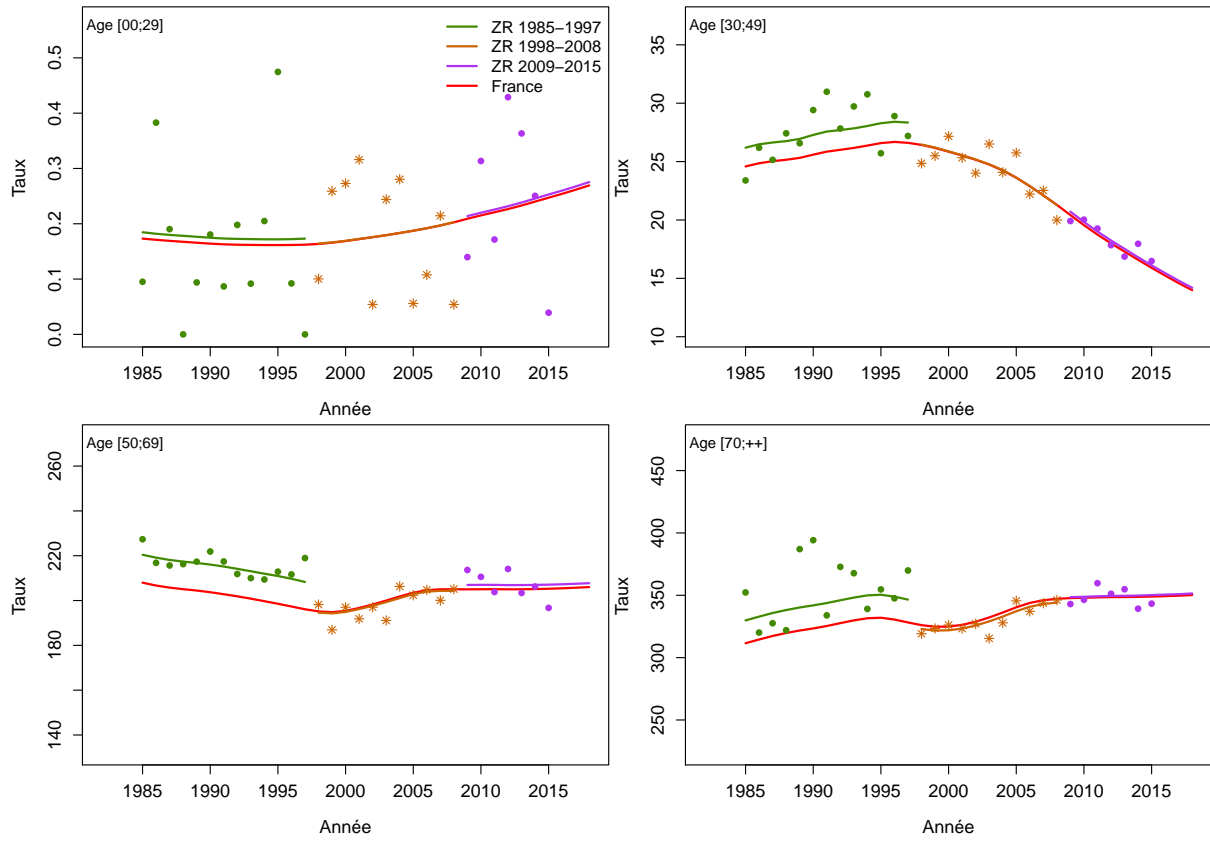 Age [00;29]
ZR 1985−1997
ZR 1998−2008
ZR 2009−2015
France
Taux
0.0 0.1 0.2 0.3 0.4 0.5
1985 1990 1995 2000 2005 2010 2015
Année
Age [30;49]
Taux
10 15 20 25 30 35
1985 1990 1995 2000 2005 2010 2015
Année
Age [50;69]
Taux
140 180 220 260
1985 1990 1995 2000 2005 2010 2015
Année
Age [70;++]
Taux
250 300 350 400 450
1985 1990 1995 2000 2005 2010 2015
Année